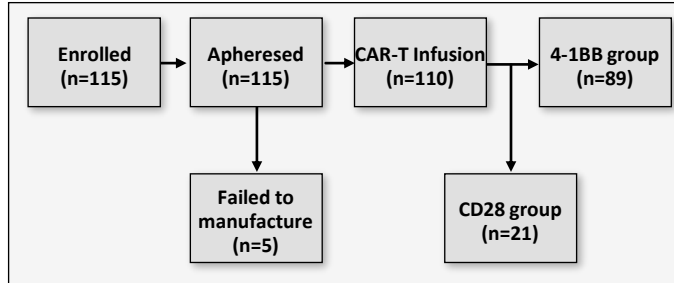 Enrolled
(n=115)
Apheresed
(n=115)
CAR-T Infusion
(n=110)
4-1BB group
(n=89)
Failed to
manufacture
(n=5)
CD28 group
(n=21)